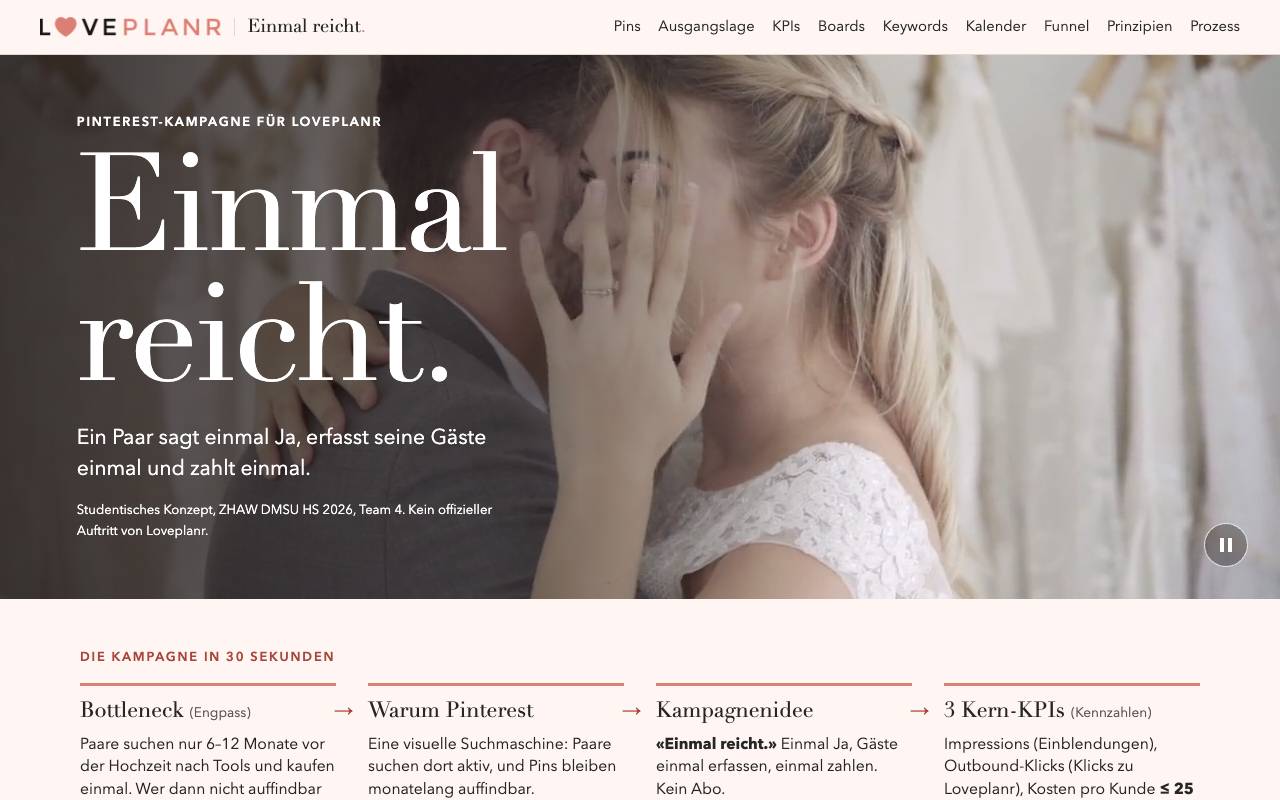 LOVEPLANR
Einmal reicht.
Pins Ausgangslage KPIs Boards Keywords Kalender Funnel Prinzipien Prozess
PINTEREST-KAMPAGNE FÜR LOVEPLANR
Einmal
reicht.
Ein Paar sagt einmal Ja, erfasst seine Gäste
einmal und zahlt einmal.
Studentisches Konzept, ZHAW DMSU HS 2026, Team 4. Kein offizieller
Auftritt von Loveplanr.
DIE KAMPAGNE IN 30 SEKUNDEN
Bottleneck (Engpass)
Paare suchen nur 6–12 Monate vor
der Hochzeit nach Tools und kaufen
einmal. Wer dann nicht auffindbar
→
Warum Pinterest
Eine visuelle Suchmaschine: Paare
suchen dort aktiv, und Pins bleiben
monatelang auffindbar.
→
Kampagnenidee
«Einmal reicht.» Einmal Ja, Gäste
einmal erfassen, einmal zahlen.
Kein Abo.
→
3 Kern-KPIs (Kennzahlen)
Impressions (Einblendungen),
Outbound-Klicks (Klicks zu
Loveplanr), Kosten pro Kunde ≤ 25